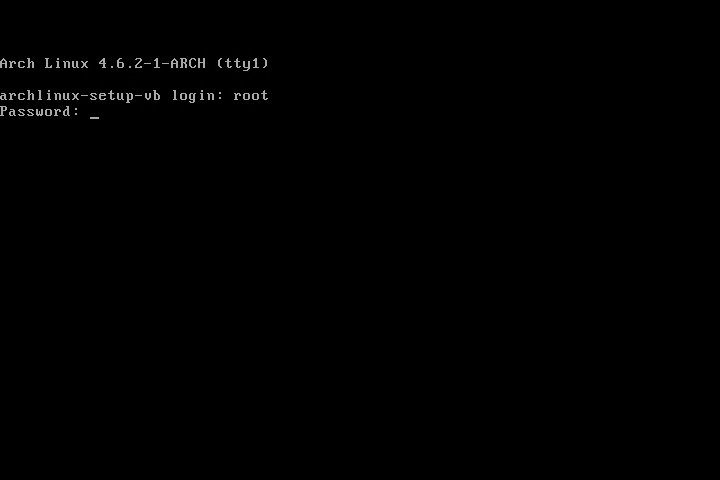 Arch Linux 4.6.2-1-ARCH (tty1)
archlinux-setup-vb login: root
Password: _